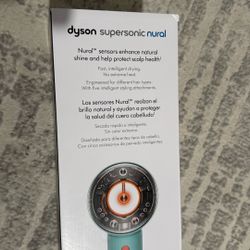 dyson supersonic nural
Nural™ sensors enhance natural
shine and help protect scalp health¹
Fast, intelligent drying.
No extreme heat.
Engineered for different hair types.
With five intelligent styling attachments.
Los sensores Nural™ realzan el
brillo natural y ayudan a proteger
la salud del cuero cabelludo¹
Secado rápido e inteligente.
Sin calor extremo.
Diseñado para diferentes tipos de cabello.
Con cinco accesorios de peinado inteligentes.